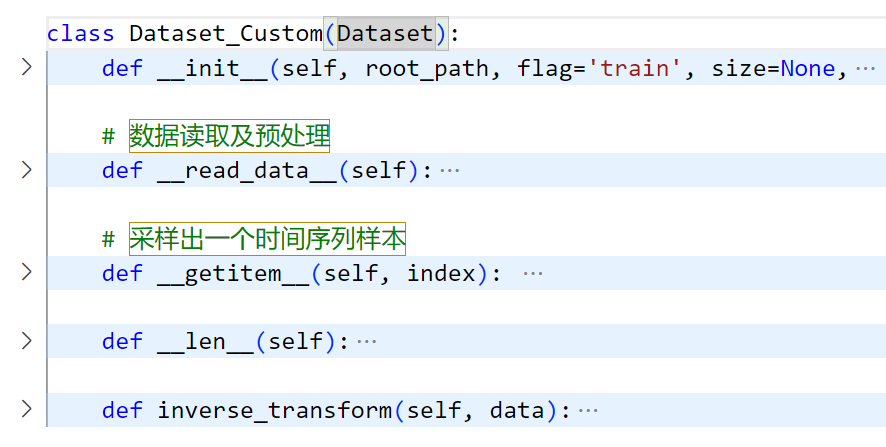 class Dataset_Custom(Dataset):
def __init__(self, root_path, flag='train', size=None,···
# 数据读取及预处理
def __read_data__(self):···
# 采样出一个时间序列样本
def __getitem__(self, index): ···
def __len__(self):···
def inverse_transform(self, data):···